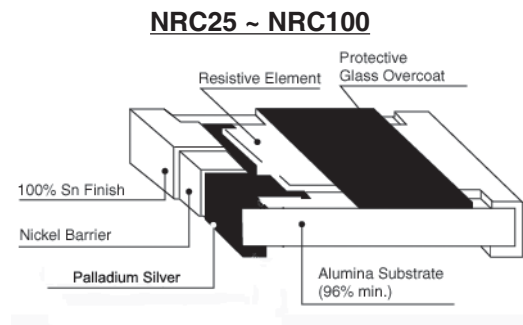 NRC25 ~ NRC100
Protective
Glass Overcoat
Resistive Element
100% Sn Finish
Nickel Barrier
Palladium Silver
Alumina Substrate
(96% min.)